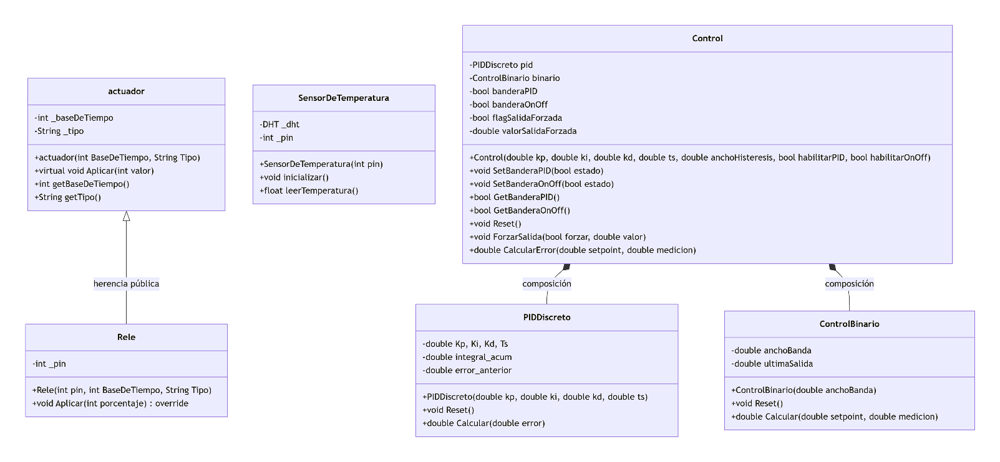 actuador
-int _baseDeTiempo
-String _tipo
+actuador(int BaseDeTiempo, String Tipo)
+virtual void Aplicar(int valor)
+int getBaseDeTiempo()
+String getTipo()
herencia pública
Rele
-int _pin
+Rele(int pin, int BaseDeTiempo, String Tipo)
+void Aplicar(int porcentaje) : override
SensorDeTemperatura
-DHT _dht
-int _pin
+SensorDeTemperatura(int pin)
+void inicializar()
+float leerTemperatura()
Control
-PIDDiscreto pid
-ControlBinario binario
-bool banderaPID
-bool banderaOnOff
-bool flagSalidaForzada
-double valorSalidaForzada
+Control(double kp, double ki, double kd, double ts, double anchoHisteresis, bool habilitarPID, bool habilitarOnOff)
+void SetBanderaPID(bool estado)
+void SetBanderaOnOff(bool estado)
+bool GetBanderaPID()
+bool GetBanderaOnOff()
+void Reset()
+void ForzarSalida(bool forzar, double valor)
+double CalcularError(double setpoint, double medicion)
composición
composición
PIDDiscreto
-double Kp, Ki, Kd, Ts
-double integral_acum
-double error_anterior
+PIDDiscreto(double kp, double ki, double kd, double ts)
+void Reset()
+double Calcular(double error)
ControlBinario
-double anchoBanda
-double ultimaSalida
+ControlBinario(double anchoBanda)
+void Reset()
+double Calcular(double setpoint, double medicion)